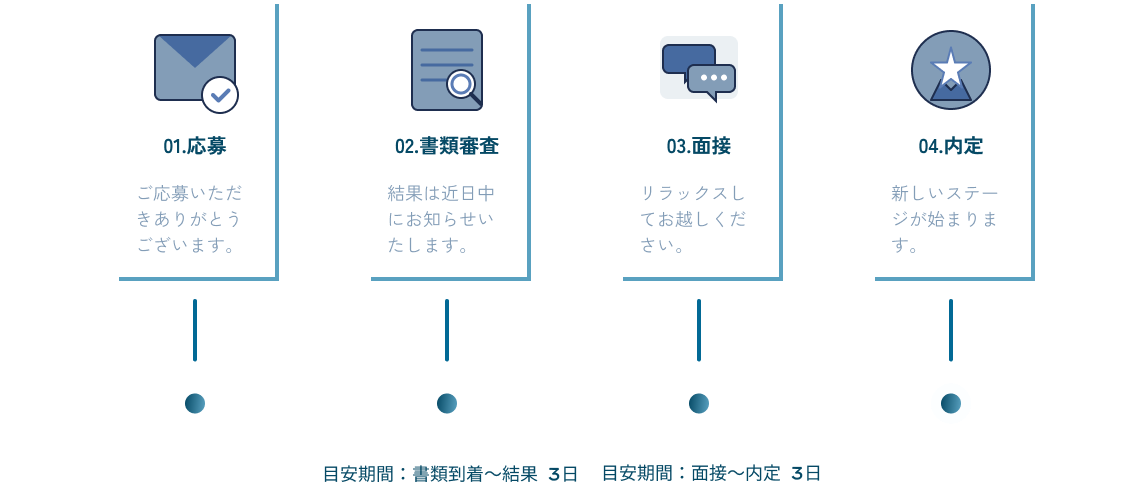 01.応募
ご応募いただ
きありがとう
ございます。
02.書類審査
結果は近日中
にお知らせい
たします。
03.面接
リラックスし
てお越しくだ
さい。
04.内定
新しいステー
ジが始まりま
す。
目安期間：書類到着〜結果 3日
目安期間：面接〜内定 3日